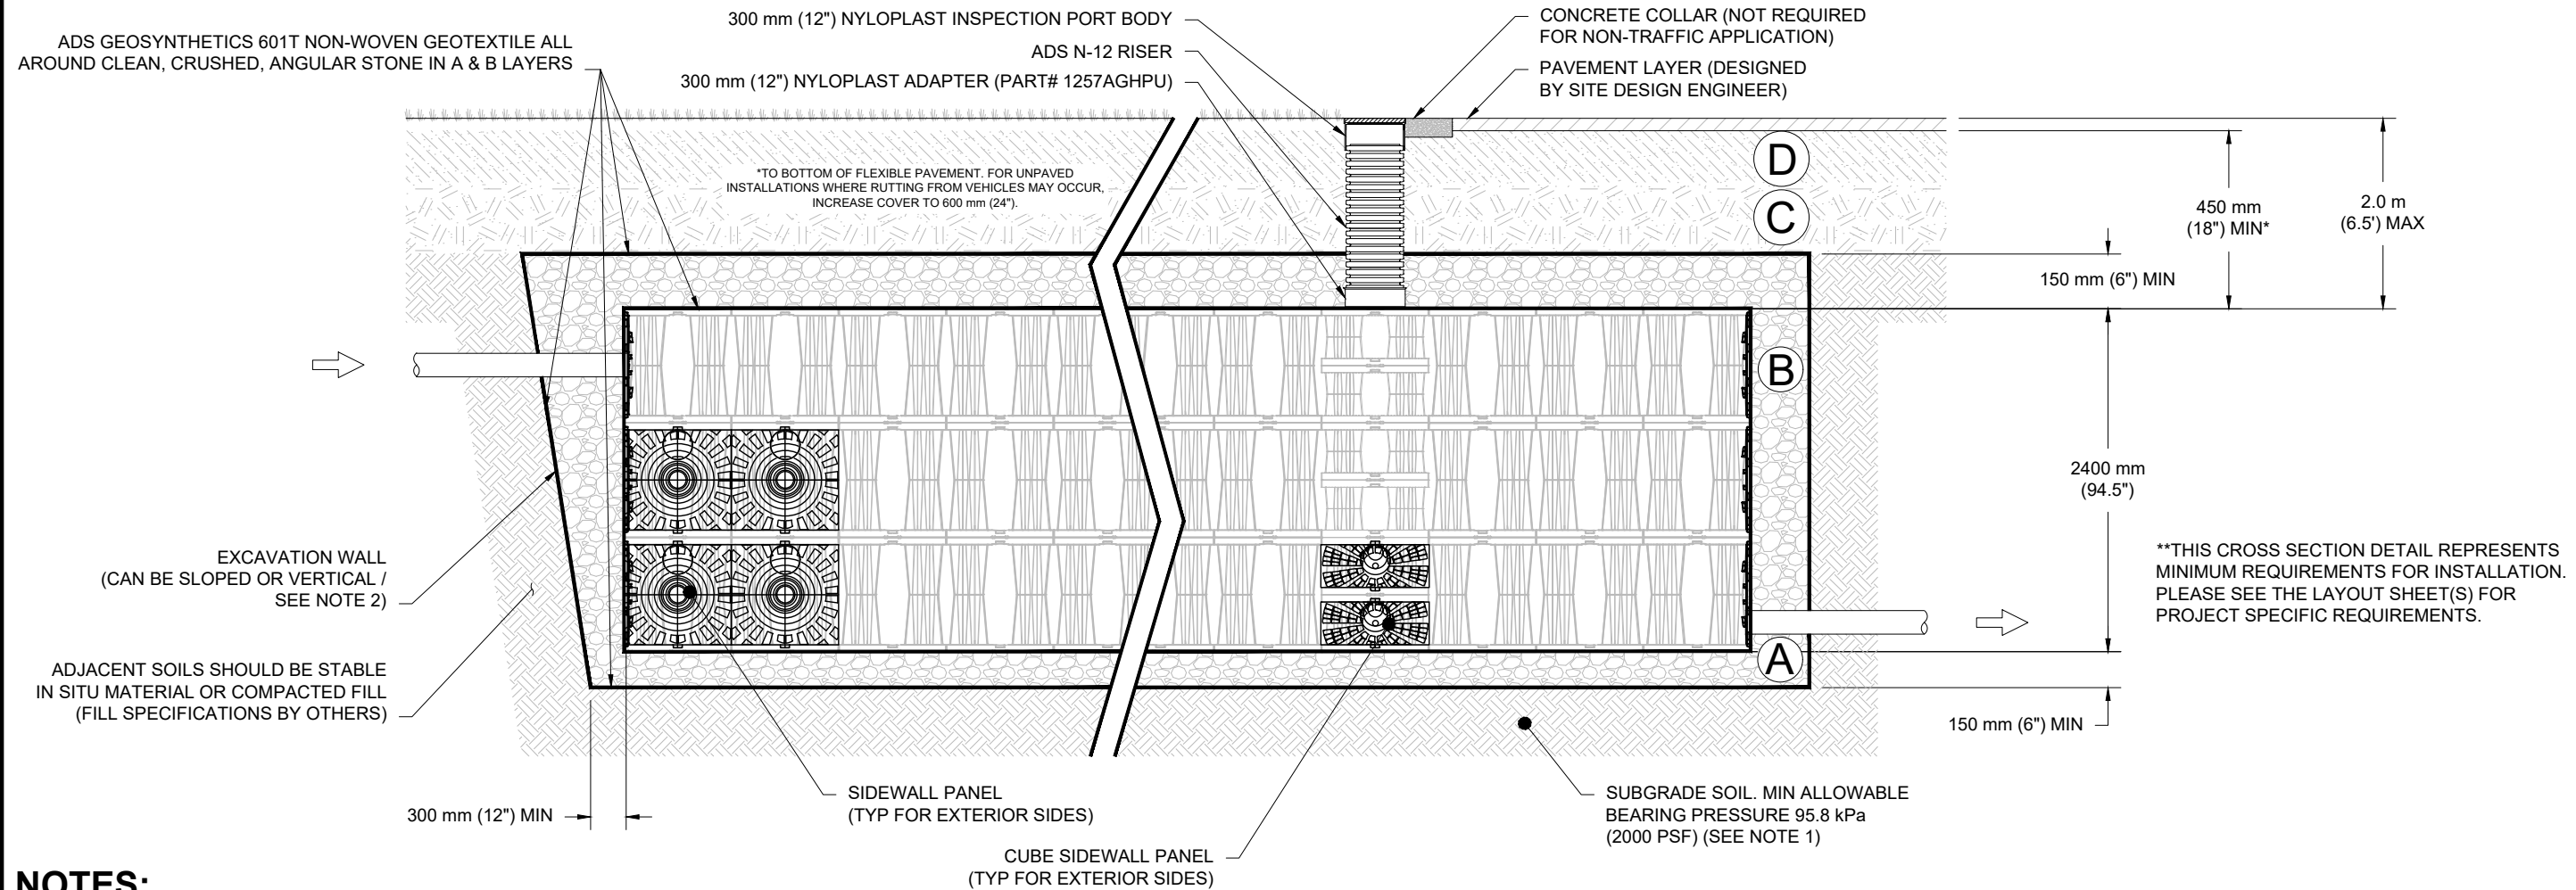 300 mm (12") NYLOPLAST INSPECTION PORT BODY
ADS N-12 RISER
300 mm (12") NYLOPLAST ADAPTER (PART# 1257AGHPU)
CONCRETE COLLAR (NOT REQUIRED
FOR NON-TRAFFIC APPLICATION)
PAVEMENT LAYER (DESIGNED
BY SITE DESIGN ENGINEER)
ADS GEOSYNTHETICS 601T NON-WOVEN GEOTEXTILE ALL
AROUND CLEAN, CRUSHED, ANGULAR STONE IN A & B LAYERS
*TO BOTTOM OF FLEXIBLE PAVEMENT. FOR UNPAVED
INSTALLATIONS WHERE RUTTING FROM VEHICLES MAY OCCUR,
INCREASE COVER TO 600 mm (24").
D
C
B
A
450 mm
(18") MIN*
2.0 m
(6.5') MAX
150 mm (6") MIN
2400 mm
(94.5")
150 mm (6") MIN
**THIS CROSS SECTION DETAIL REPRESENTS
MINIMUM REQUIREMENTS FOR INSTALLATION.
PLEASE SEE THE LAYOUT SHEET(S) FOR
PROJECT SPECIFIC REQUIREMENTS.
EXCAVATION WALL
(CAN BE SLOPED OR VERTICAL /
SEE NOTE 2)
ADJACENT SOILS SHOULD BE STABLE
IN SITU MATERIAL OR COMPACTED FILL
(FILL SPECIFICATIONS BY OTHERS)
300 mm (12") MIN
SIDEWALL PANEL
(TYP FOR EXTERIOR SIDES)
CUBE SIDEWALL PANEL
(TYP FOR EXTERIOR SIDES)
SUBGRADE SOIL. MIN ALLOWABLE
BEARING PRESSURE 95.8 kPa
(2000 PSF) (SEE NOTE 1)
NOTES: